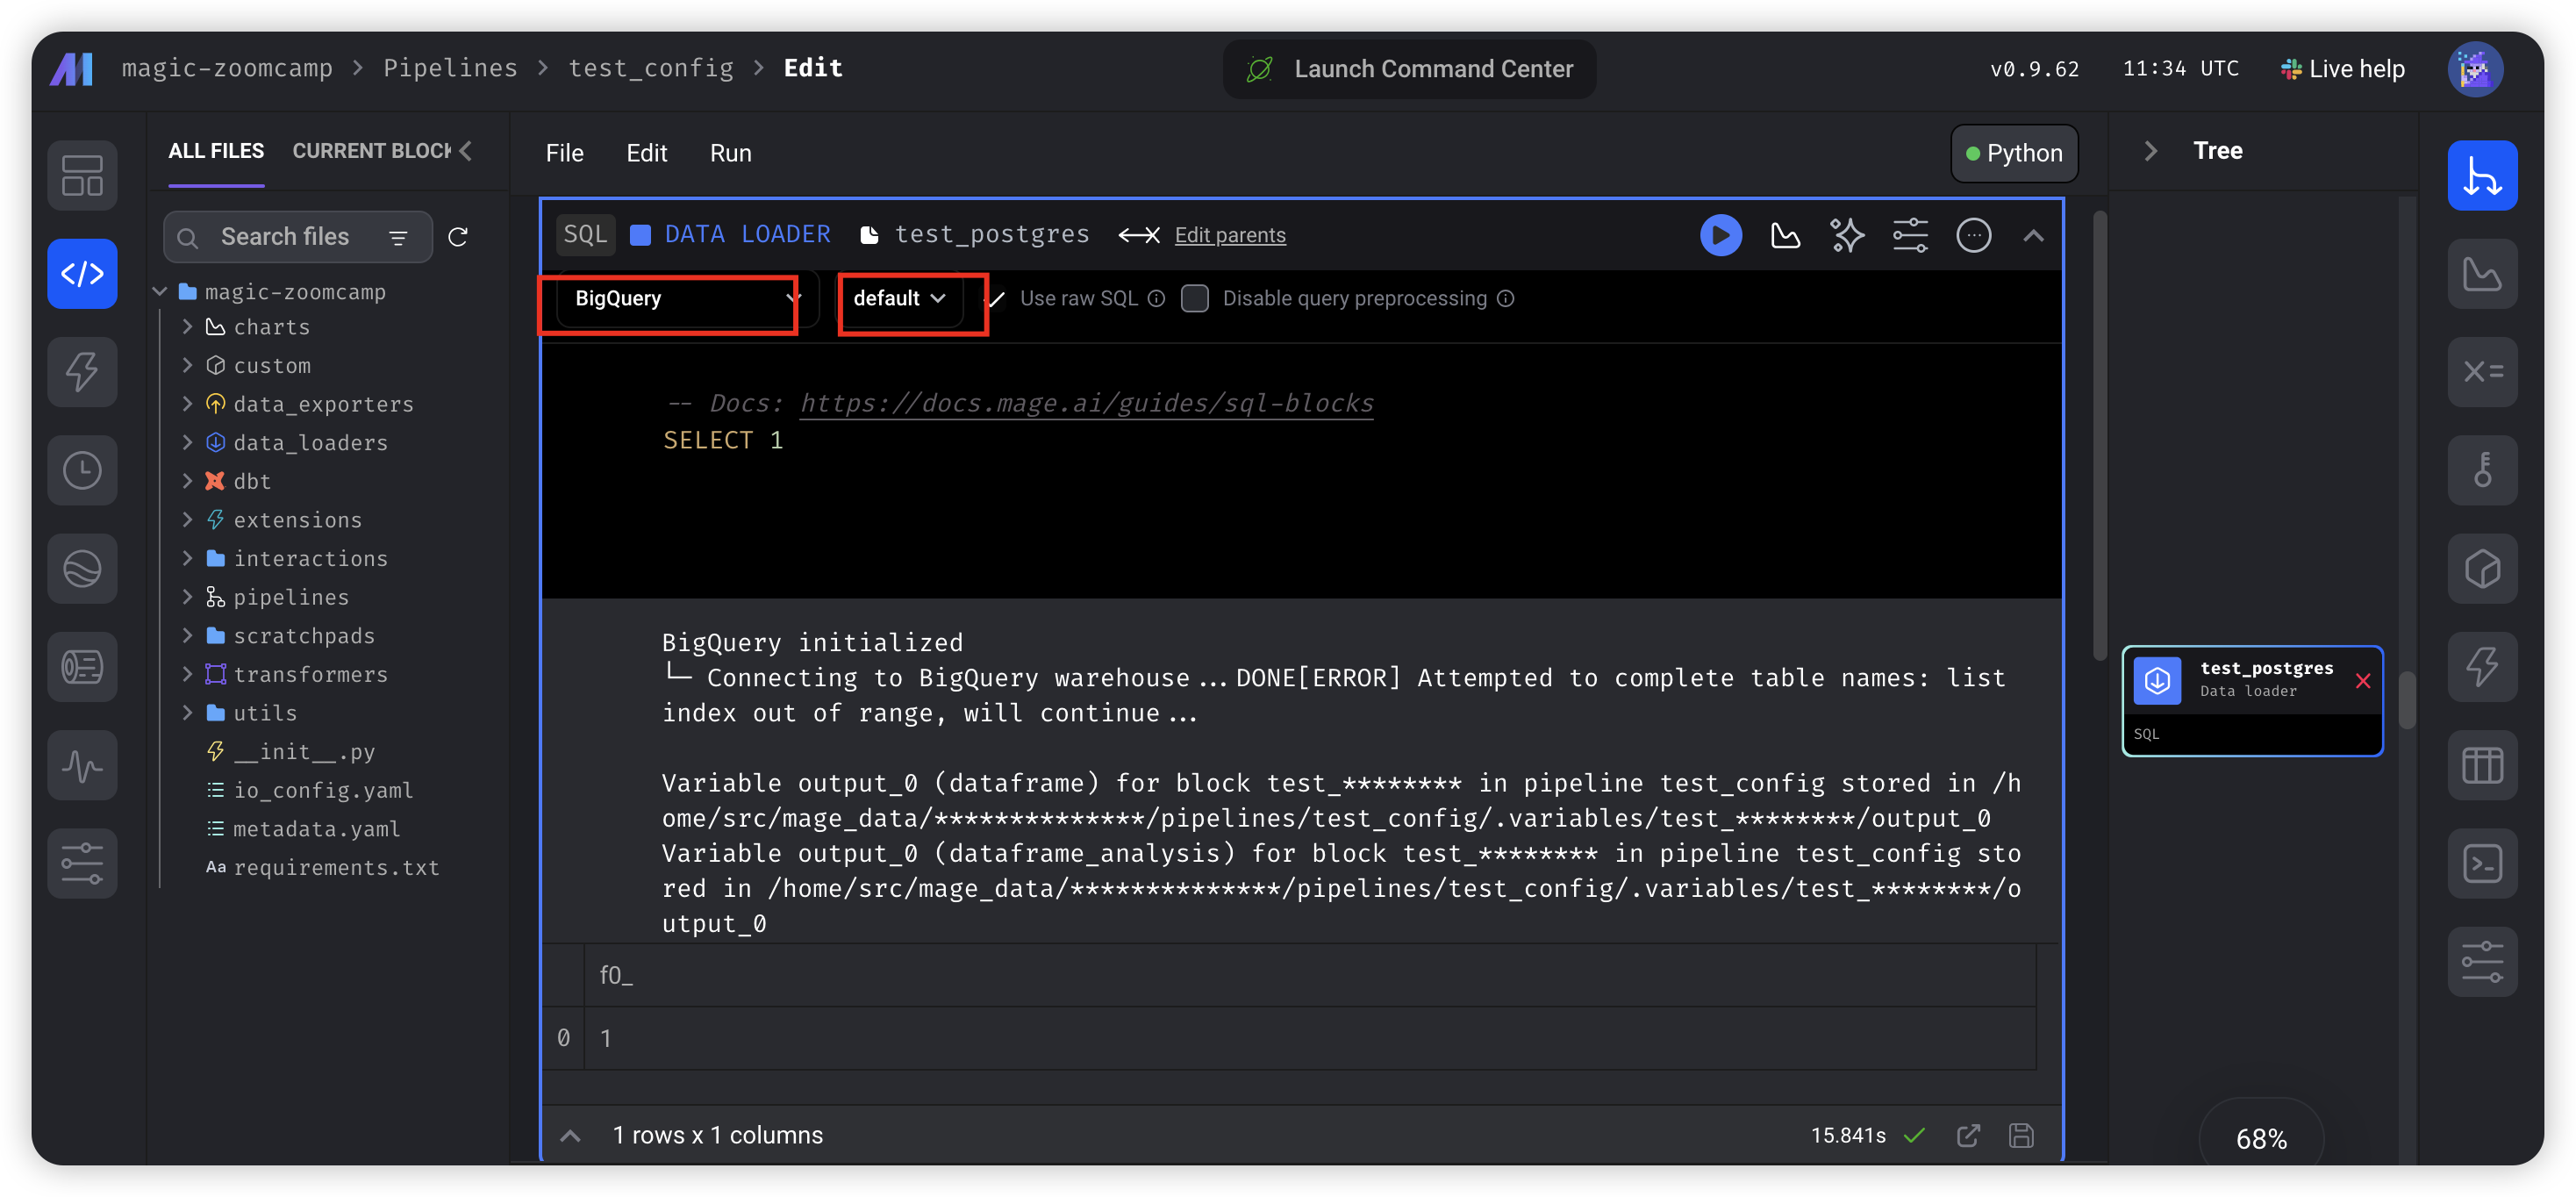 magic-zoomcamp > Pipelines > test_config > Edit
Launch Command Center
v0.9.62
11:34 UTC
Live help
ALL FILES
CURRENT BLOCK
Search files
magic-zoomcamp
charts
custom
data_exporters
data_loaders
dbt
extensions
interactions
pipelines
scratchpads
transformers
utils
__init__.py
io_config.yaml
metadata.yaml
Aa requirements.txt
File Edit Run
Python
SQL DATA LOADER test_postgres Edit parents
BigQuery default Use raw SQL Disable query preprocessing
-- Docs: https://docs.mage.ai/guides/sql-blocks
SELECT 1
BigQuery initialized
└─ Connecting to BigQuery warehouse...DONE[ERROR] Attempted to complete table names: list
index out of range, will continue...
Variable output_0 (dataframe) for block test_******** in pipeline test_config stored in /h
ome/src/mage_data/**************/pipelines/test_config/.variables/test_********/output_0
Variable output_0 (dataframe_analysis) for block test_******** in pipeline test_config sto
red in /home/src/mage_data/**************/pipelines/test_config/.variables/test_********/o
utput_0
f0_
0 1
1 rows x 1 columns
15.841s
Tree
test_postgres
Data loader
SQL
68%